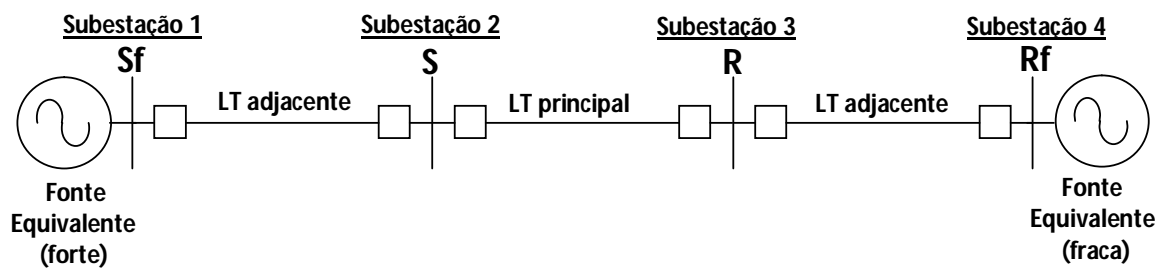 Subestação 1
Subestação 2
Subestação 3
Subestação 4
Sf
S
R
Rf
LT adjacente
LT principal
LT adjacente
Fonte
Equivalente
(forte)
Fonte
Equivalente
(fraca)